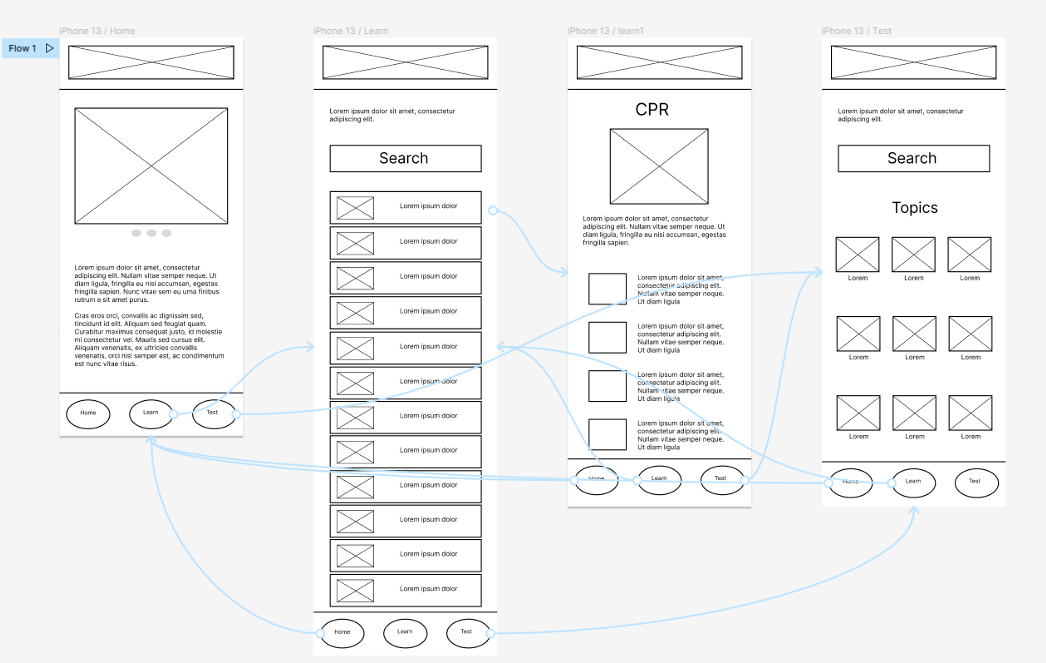 iPhone 13 / Home
iPhone 13 / Learn
iPhone 13 / learn1
iPhone 13 / Test
Flow 1
Lorem ipsum dolor sit amet, consectetur
adipiscing elit. Nullam vitae semper neque. Ut
diam ligula, fringilla eu nisi accumsan, egestas
fringilla sapien. Nunc vitae sem eu urna finibus
rutrum a sit amet purus.
Cras eros orci, convallis ac dignissim sed,
tincidunt id elit. Aliquam sed feugiat quam.
Curabitur maximus consequat justo, id molestie
mi consectetur vel. Mauris sed cursus elit.
Aliquam venenatis, ex ultricies convallis
venenatis, orci nisi semper est, ac condimentum
est nunc vitae risus.
Home
Learn
Test
Lorem ipsum dolor sit amet, consectetur
adipiscing elit.
Search
Lorem ipsum dolor
Lorem ipsum dolor
Lorem ipsum dolor
Lorem ipsum dolor
Lorem ipsum dolor
Lorem ipsum dolor
Lorem ipsum dolor
Lorem ipsum dolor
Lorem ipsum dolor
Lorem ipsum dolor
Lorem ipsum dolor
Lorem ipsum dolor
Home
Learn
Test
CPR
Lorem ipsum dolor sit amet, consectetur
adipiscing elit. Nullam vitae semper neque. Ut
diam ligula, fringilla eu nisi accumsan, egestas
fringilla sapien.
Lorem ipsum dolor sit amet,
consectetur adipiscing elit.
Nullam vitae semper neque.
Ut diam ligula
Lorem ipsum dolor sit amet,
consectetur adipiscing elit.
Nullam vitae semper neque.
Ut diam ligula
Lorem ipsum dolor sit amet,
consectetur adipiscing elit.
Nullam vitae semper neque.
Ut diam ligula
Lorem ipsum dolor sit amet,
consectetur adipiscing elit.
Nullam vitae semper neque.
Ut diam ligula
Home
Learn
Test
Lorem ipsum dolor sit amet, consectetur
adipiscing elit.
Search
Topics
Lorem
Lorem
Lorem
Lorem
Lorem
Lorem
Lorem
Lorem
Lorem
Home
Learn
Test